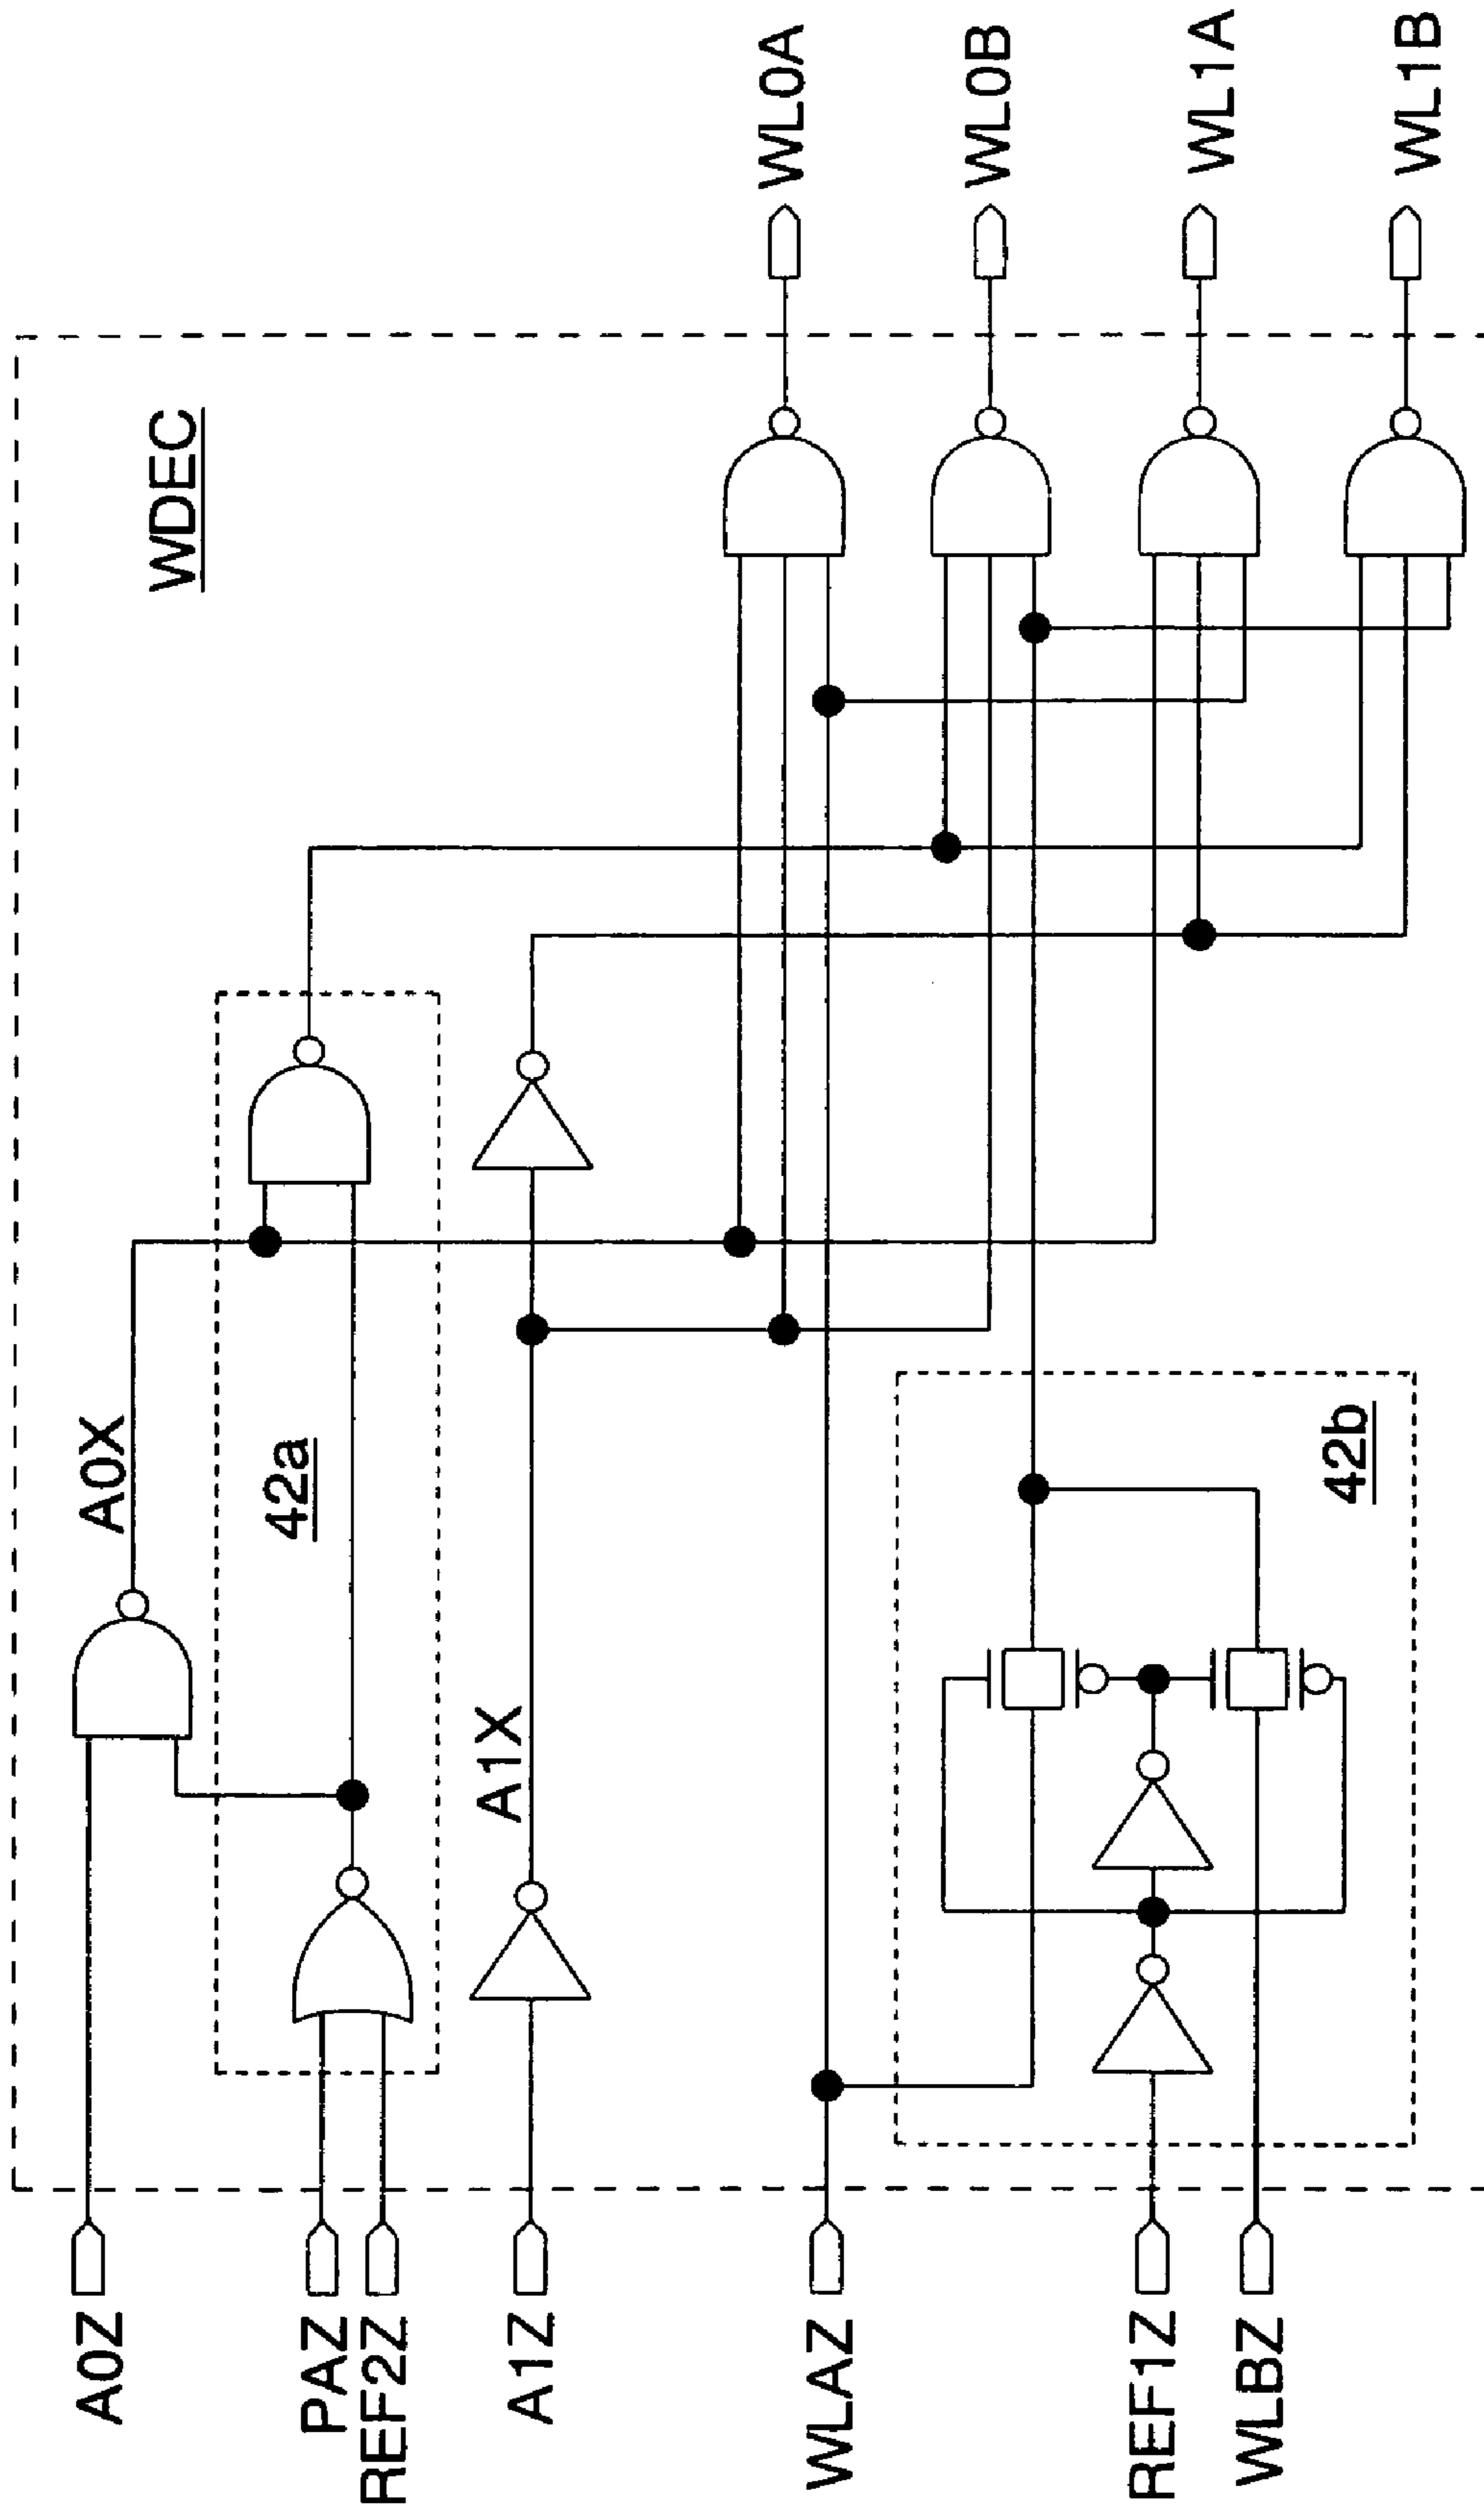 WDEC
A0Z
A0X
PAZ
REF2Z
42a
A1Z
A1X
WLAZ
REF1Z
WLBZ
42b
WL0A
WL0B
WL1A
WL1B